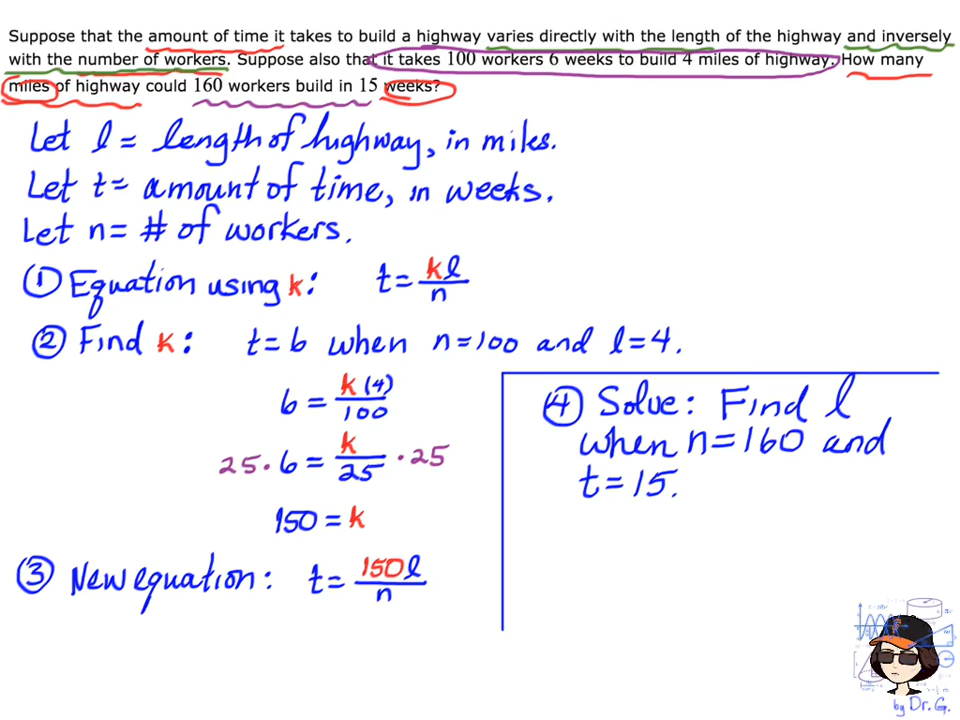 Suppose that the amount of time it takes to build a highway varies directly with the length of the highway and inversely
with the number of workers. Suppose also that it takes 100 workers 6 weeks to build 4 miles of highway. How many
miles of highway could 160 workers build in 15 weeks?
Let l = length of highway, in miles.
Let t = amount of time, in weeks.
Let n = # of workers.
① Equation using k: t = kl/n
② Find k: t = 6 when n = 100 and l = 4.
6 = k(4)/100
25 · 6 = k/25 · 25
150 = k
③ New equation: t = 150l/n
④ Solve: Find l
when n = 160 and
t = 15.
by Dr. G.